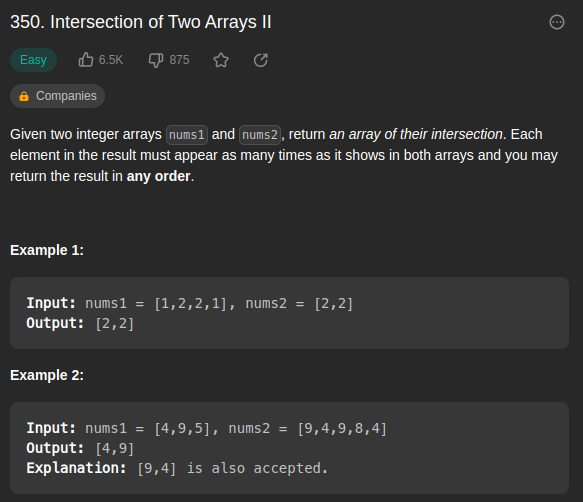 350. Intersection of Two Arrays II
Easy 6.5K 875
Companies
Given two integer arrays nums1 and nums2, return an array of their intersection. Each
element in the result must appear as many times as it shows in both arrays and you may
return the result in any order.
Example 1:
Input: nums1 = [1,2,2,1], nums2 = [2,2]
Output: [2,2]
Example 2:
Input: nums1 = [4,9,5], nums2 = [9,4,9,8,4]
Output: [4,9]
Explanation: [9,4] is also accepted.